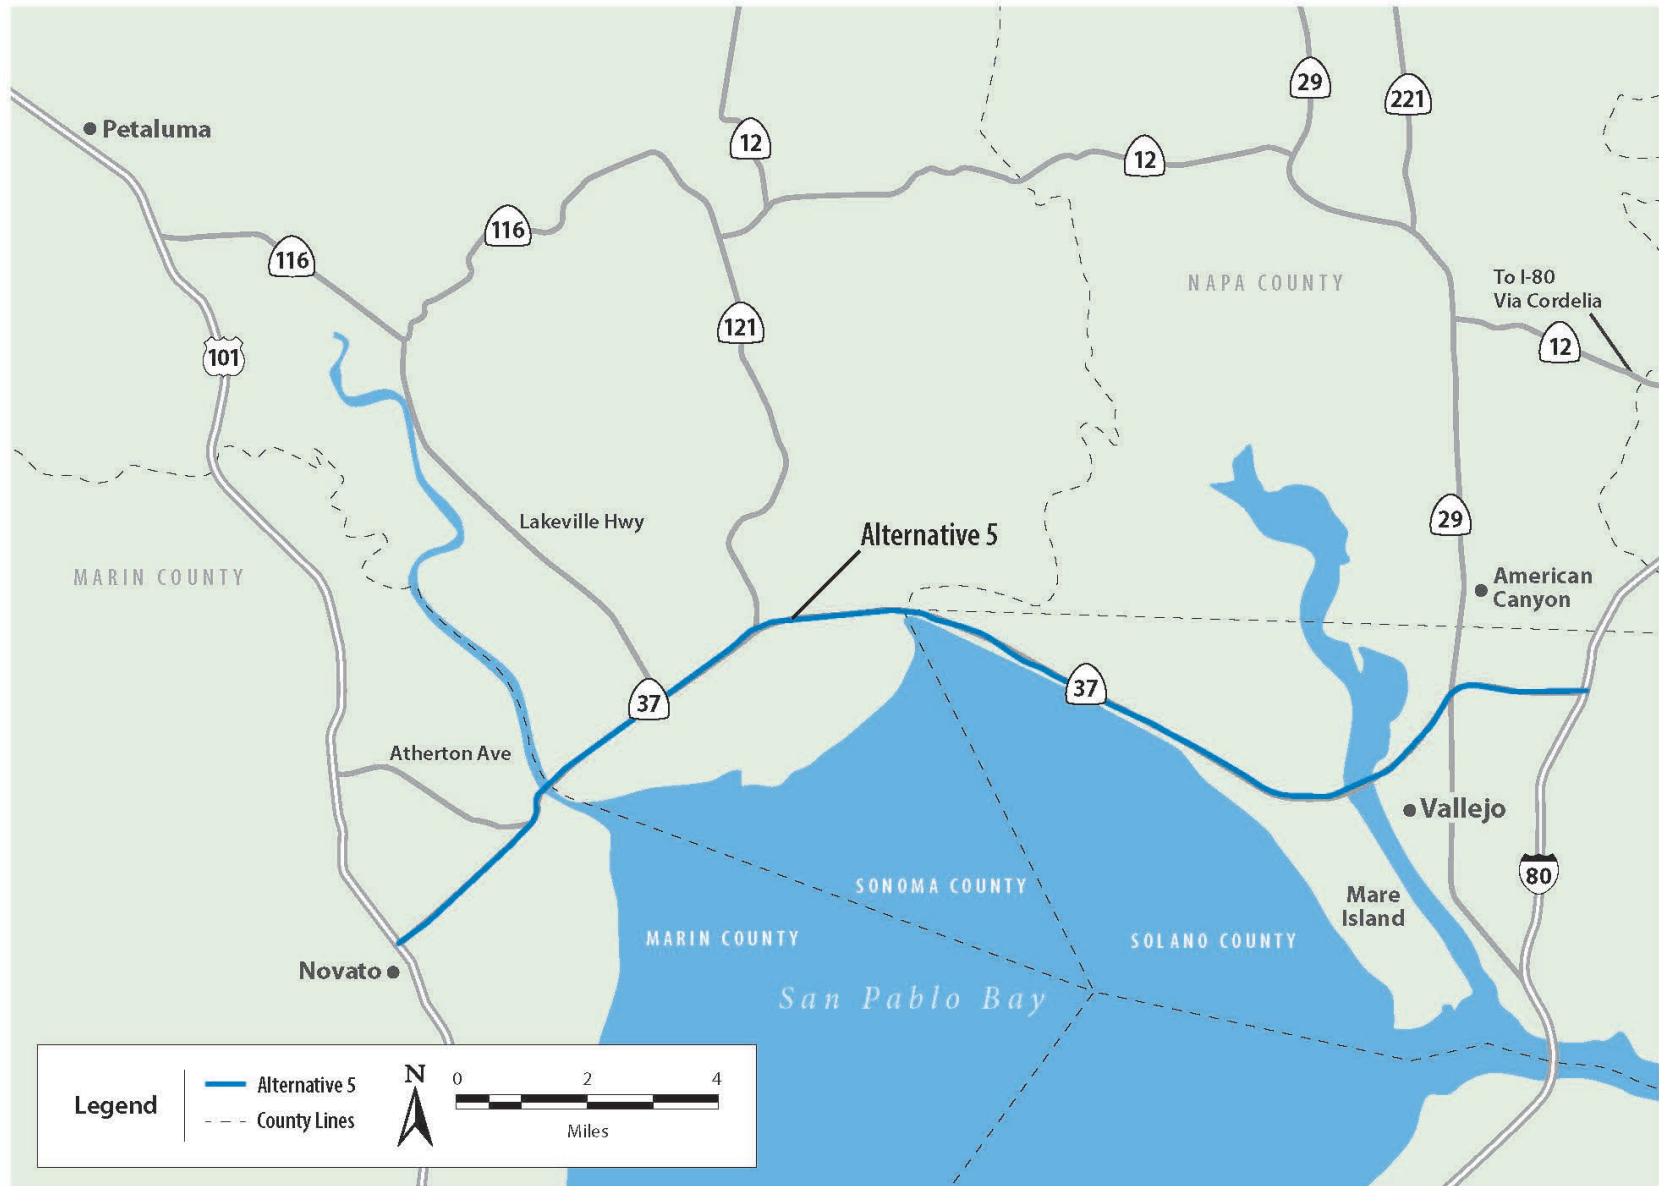 29
221
Petaluma
12
12
116
116
NAPA COUNTY
To I-80
Via Cordelia
121
12
101
Lakeville Hwy
29
Alternative 5
MARIN COUNTY
American
Canyon
37
37
Atherton Ave
Vallejo
80
SONOMA COUNTY
Mare
Island
MARIN COUNTY
SOLANO COUNTY
Novato
San Pablo Bay
Legend
Alternative 5
County Lines
N
0 2 4
Miles